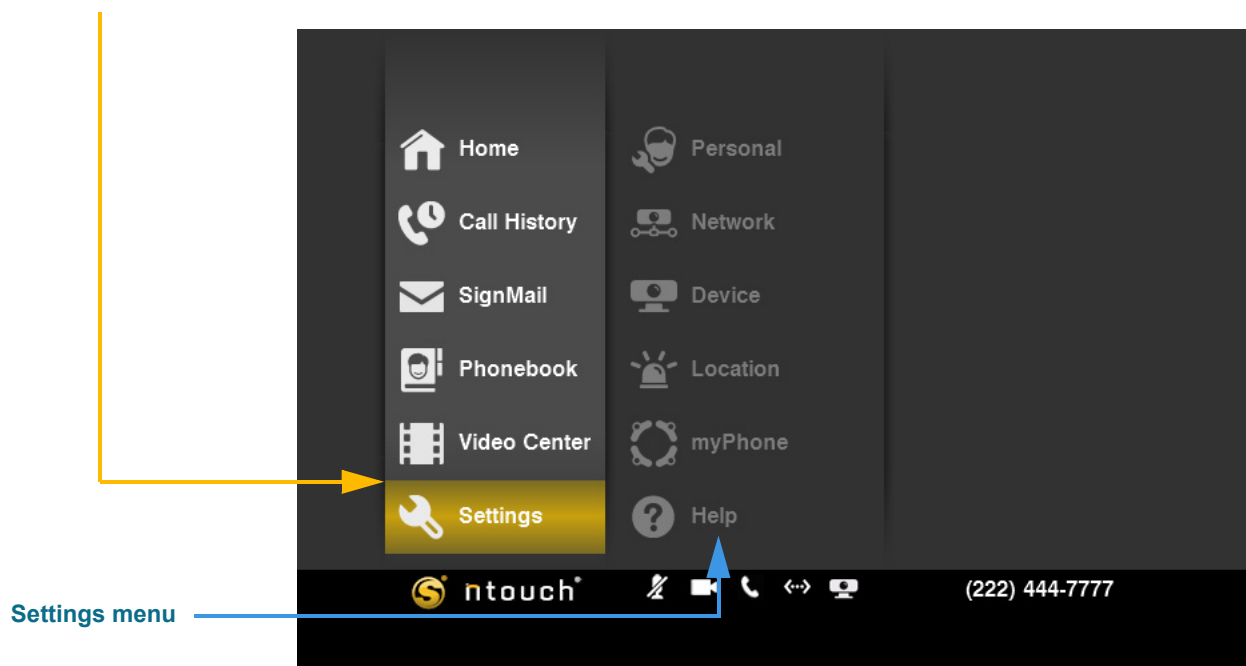 Home
Call History
SignMail
Phonebook
Video Center
Settings
Personal
Network
Device
Location
myPhone
Help
Settings menu
S ntouch®
(222) 444-7777